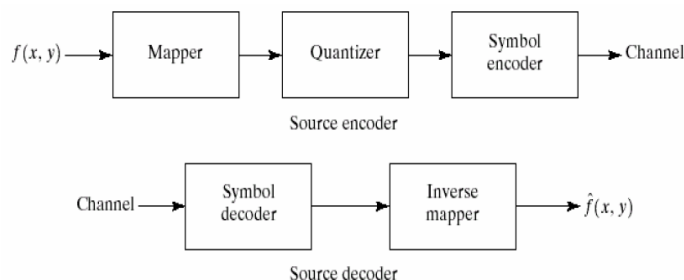 f(x, y) Mapper Quantizer Symbol encoder Channel
Source encoder
Channel Symbol decoder Inverse mapper f̂(x, y)
Source decoder